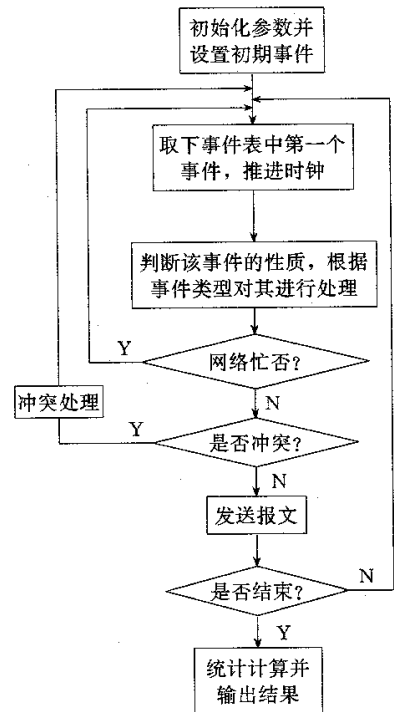 初始化参数并
设置初期事件
取下事件表中第一个
事件，推进时钟
判断该事件的性质，根据
事件类型对其进行处理
Y
网络忙否？
N
冲突处理
Y
是否冲突？
N
发送报文
是否结束？
N
Y
统计计算并
输出结果